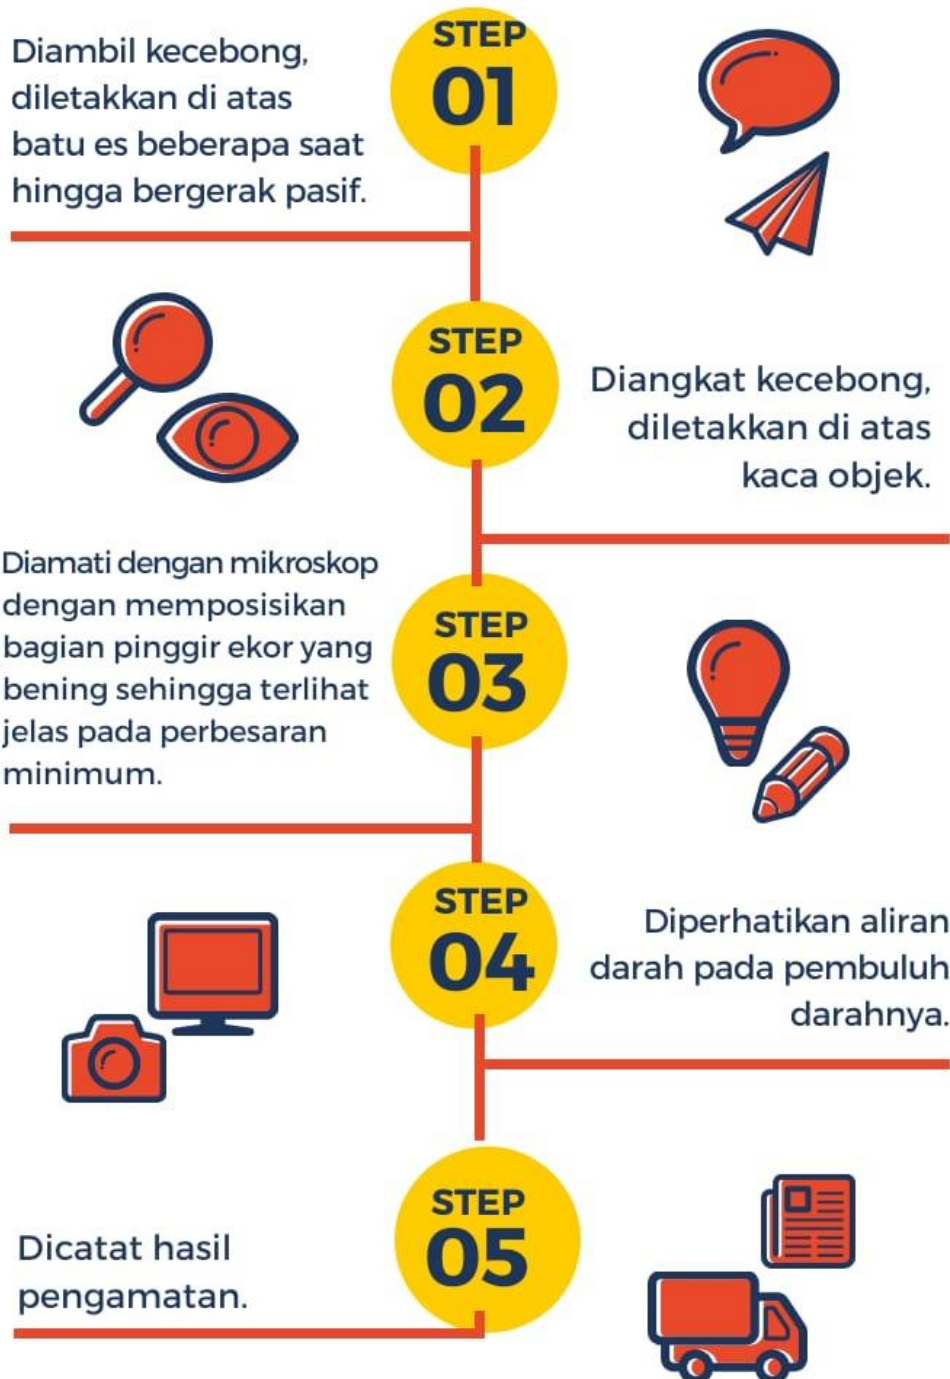 STEP
01
Diambil kecebong,
diletakkan di atas
batu es beberapa saat
hingga bergerak pasif.
STEP
02
Diangkat kecebong,
diletakkan di atas
kaca objek.
STEP
03
Diamati dengan mikroskop
dengan memposisikan
bagian pinggir ekor yang
bening sehingga terlihat
jelas pada perbesaran
minimum.
STEP
04
Diperhatikan aliran
darah pada pembuluh
darahnya.
STEP
05
Dicatat hasil
pengamatan.